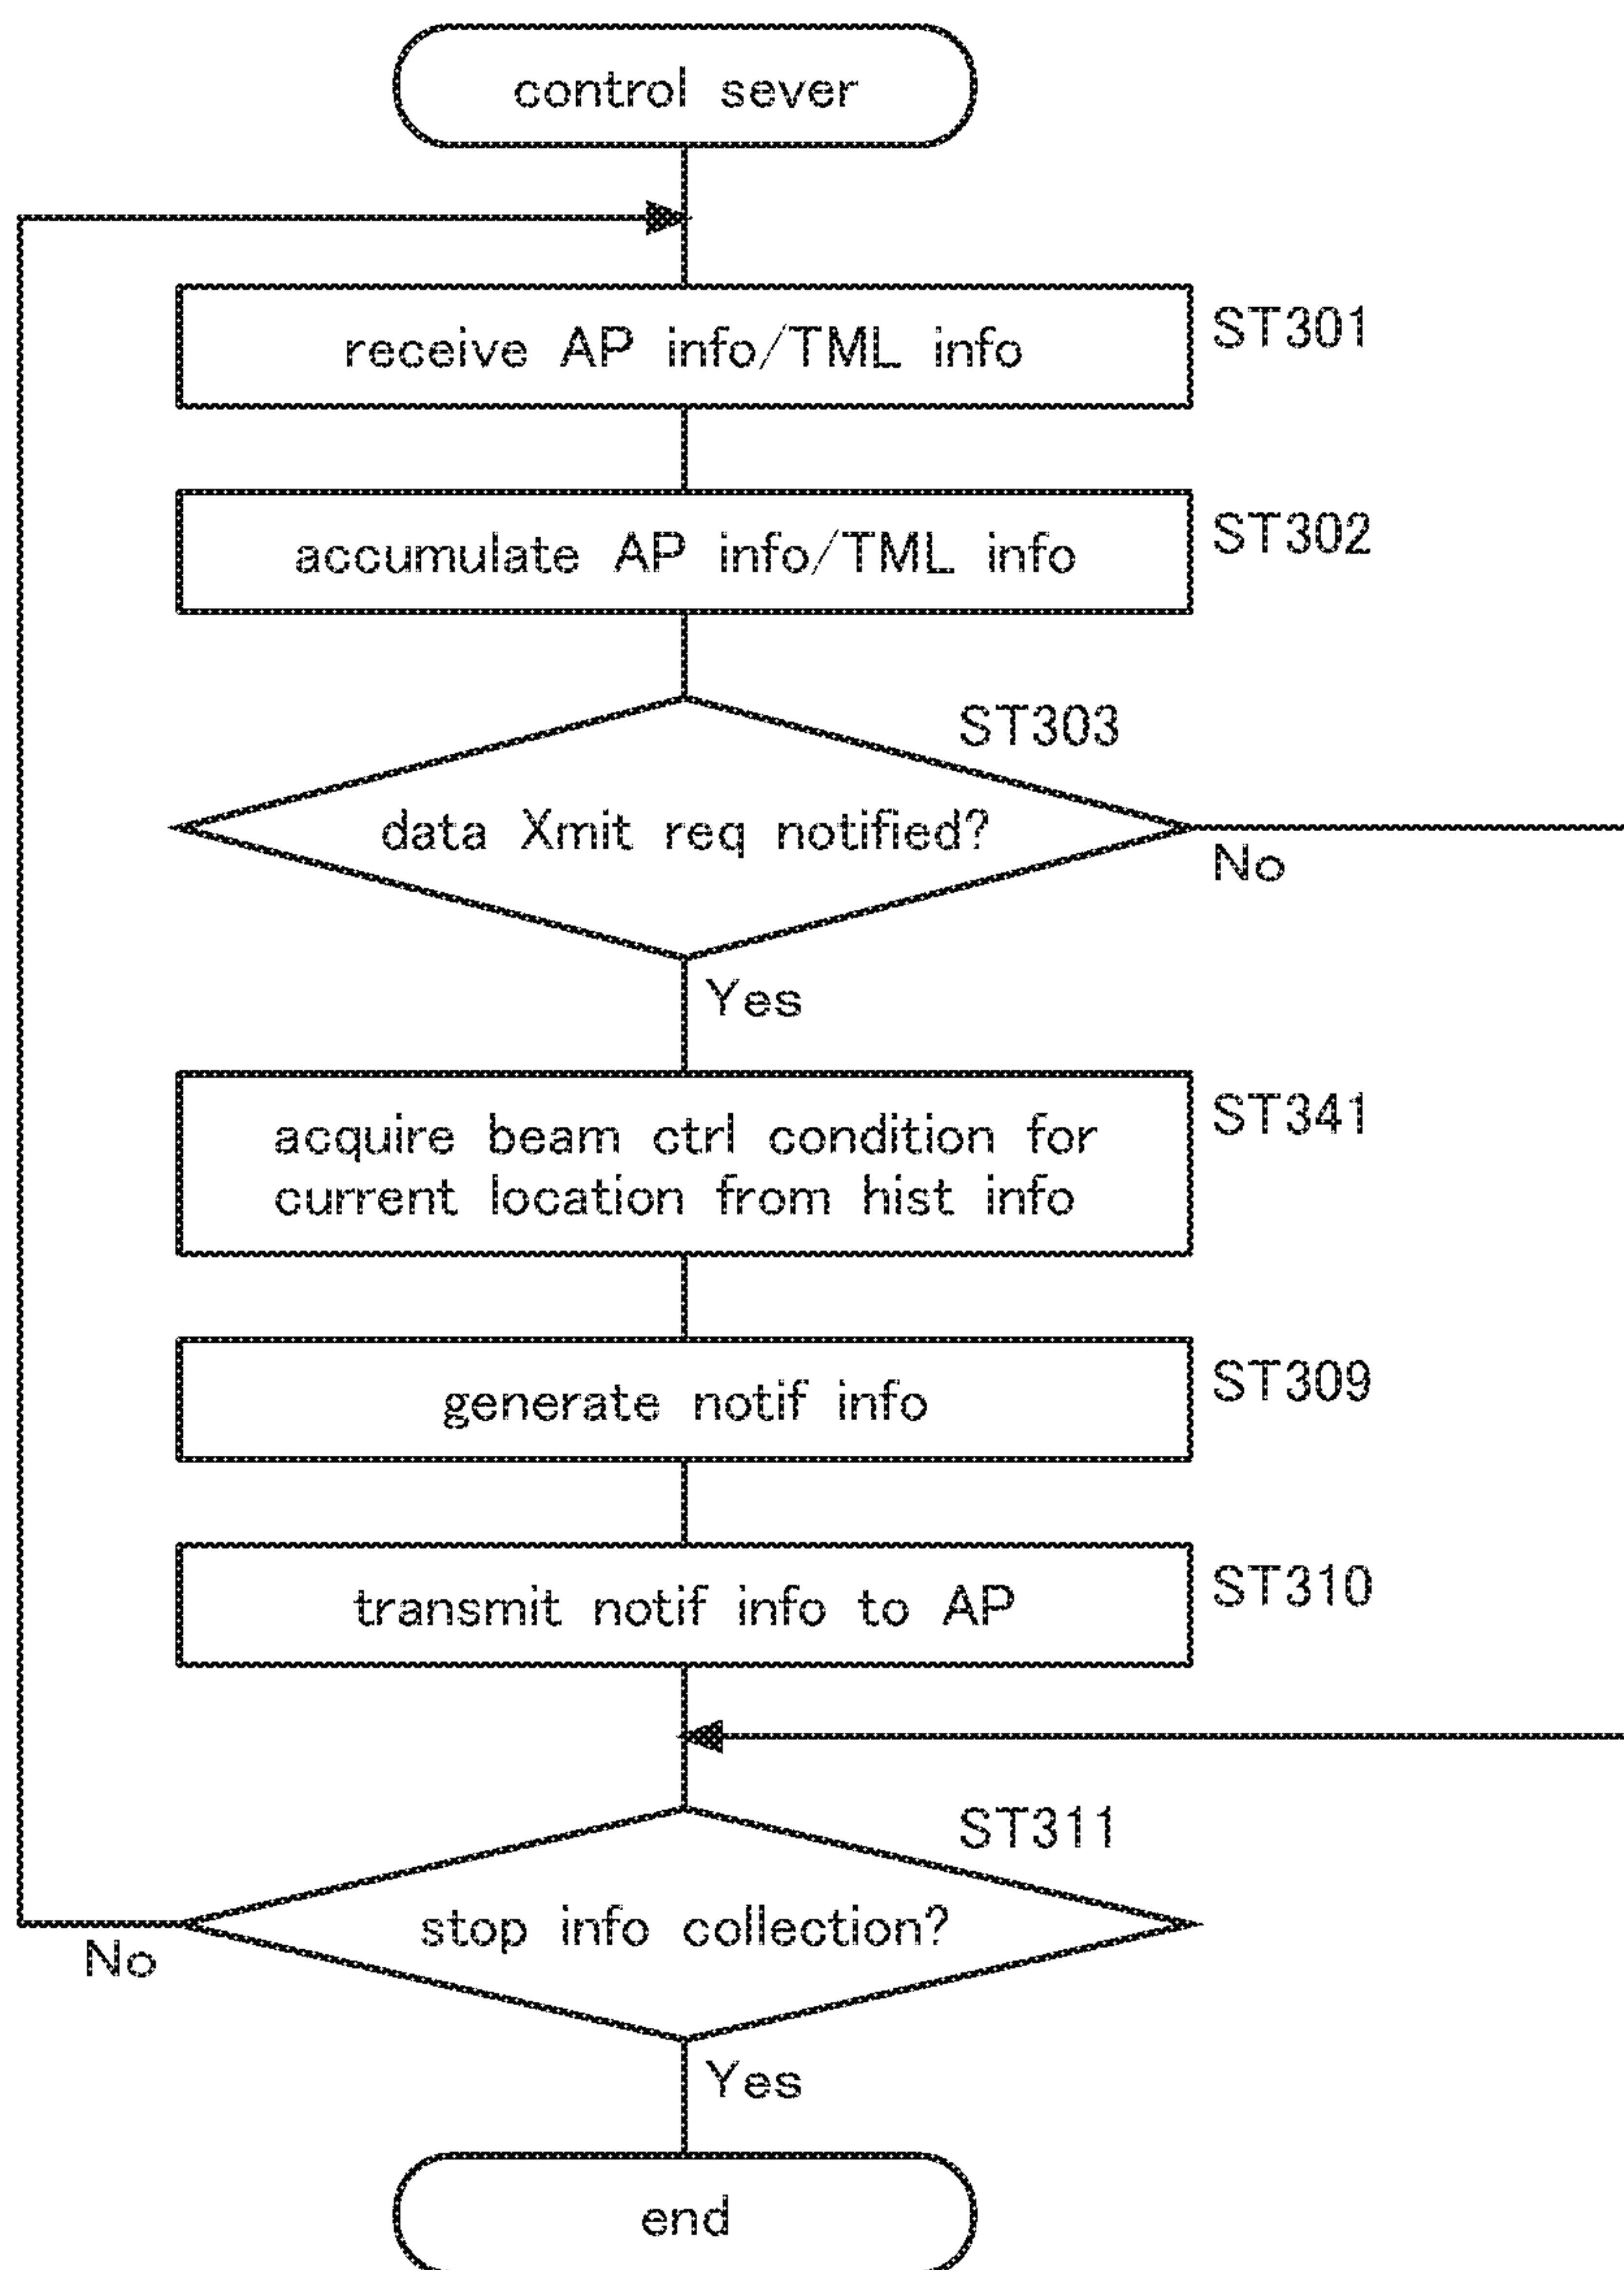 control sever
receive AP info/TML info
ST301
accumulate AP info/TML info
ST302
ST303
data Xmit req notified?
No
Yes
acquire beam ctrl condition for
current location from hist info
ST341
generate notif info
ST309
transmit notif info to AP
ST310
ST311
stop info collection?
No
Yes
end